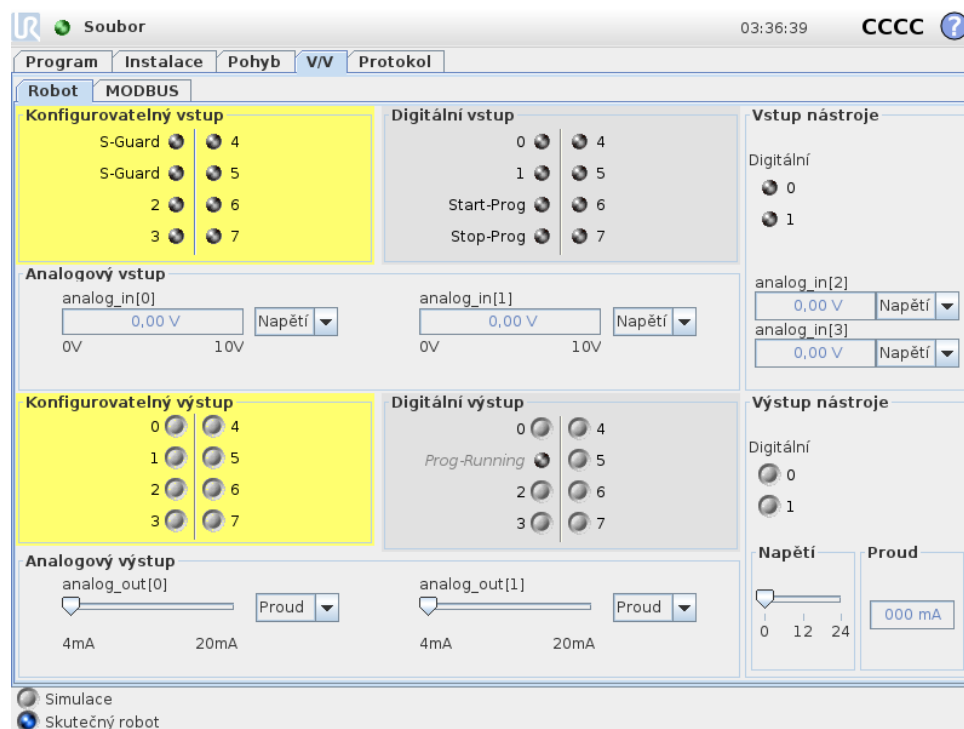 UR Soubor 03:36:39 CCCC ?
Program Instalace Pohyb V/V Protokol
Robot MODBUS
Konfigurovatelný vstup
S-Guard 4
S-Guard 5
2 6
3 7
Digitální vstup
0 4
1 5
Start-Prog 6
Stop-Prog 7
Vstup nástroje
Digitální
0
1
analog_in[2]
0,00 V Napětí
analog_in[3]
0,00 V Napětí
Analogový vstup
analog_in[0]
0,00 V Napětí
0V 10V
analog_in[1]
0,00 V Napětí
0V 10V
Konfigurovatelný výstup
0 4
1 5
2 6
3 7
Digitální výstup
0 4
Prog-Running 5
2 6
3 7
Výstup nástroje
Digitální
0
1
Napětí
0 12 24
Proud
000 mA
Analogový výstup
analog_out[0]
Proud
4mA 20mA
analog_out[1]
Proud
4mA 20mA
Simulace
Skutečný robot